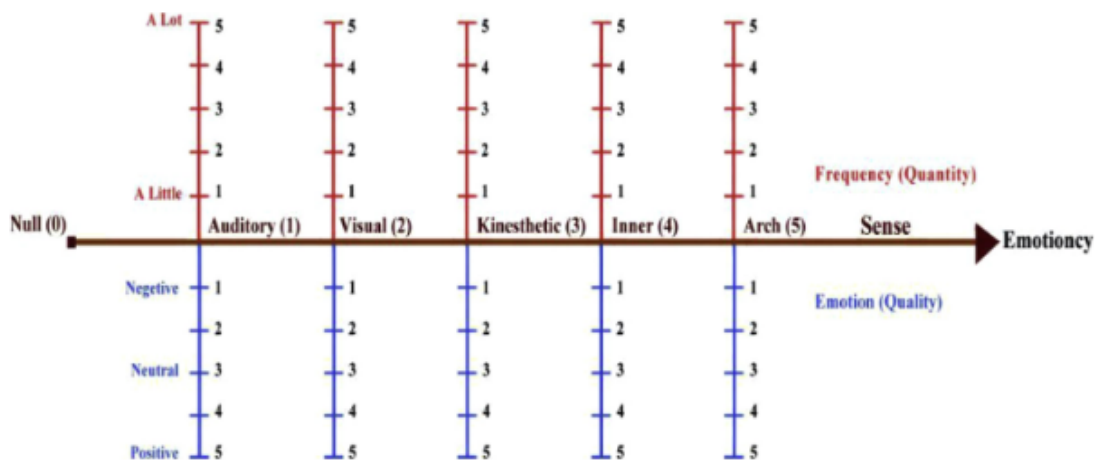 A Lot 5 5 5 5 5
4 4 4 4 4
3 3 3 3 3
2 2 2 2 2
Frequency (Quantity)
A Little 1 1 1 1 1
Null (0) Auditory (1) Visual (2) Kinesthetic (3) Inner (4) Arch (5) Sense
Emotioncy
Negetive 1 1 1 1 1
Emotion (Quality)
2 2 2 2 2
Neutral 3 3 3 3 3
4 4 4 4 4
Positive 5 5 5 5 5